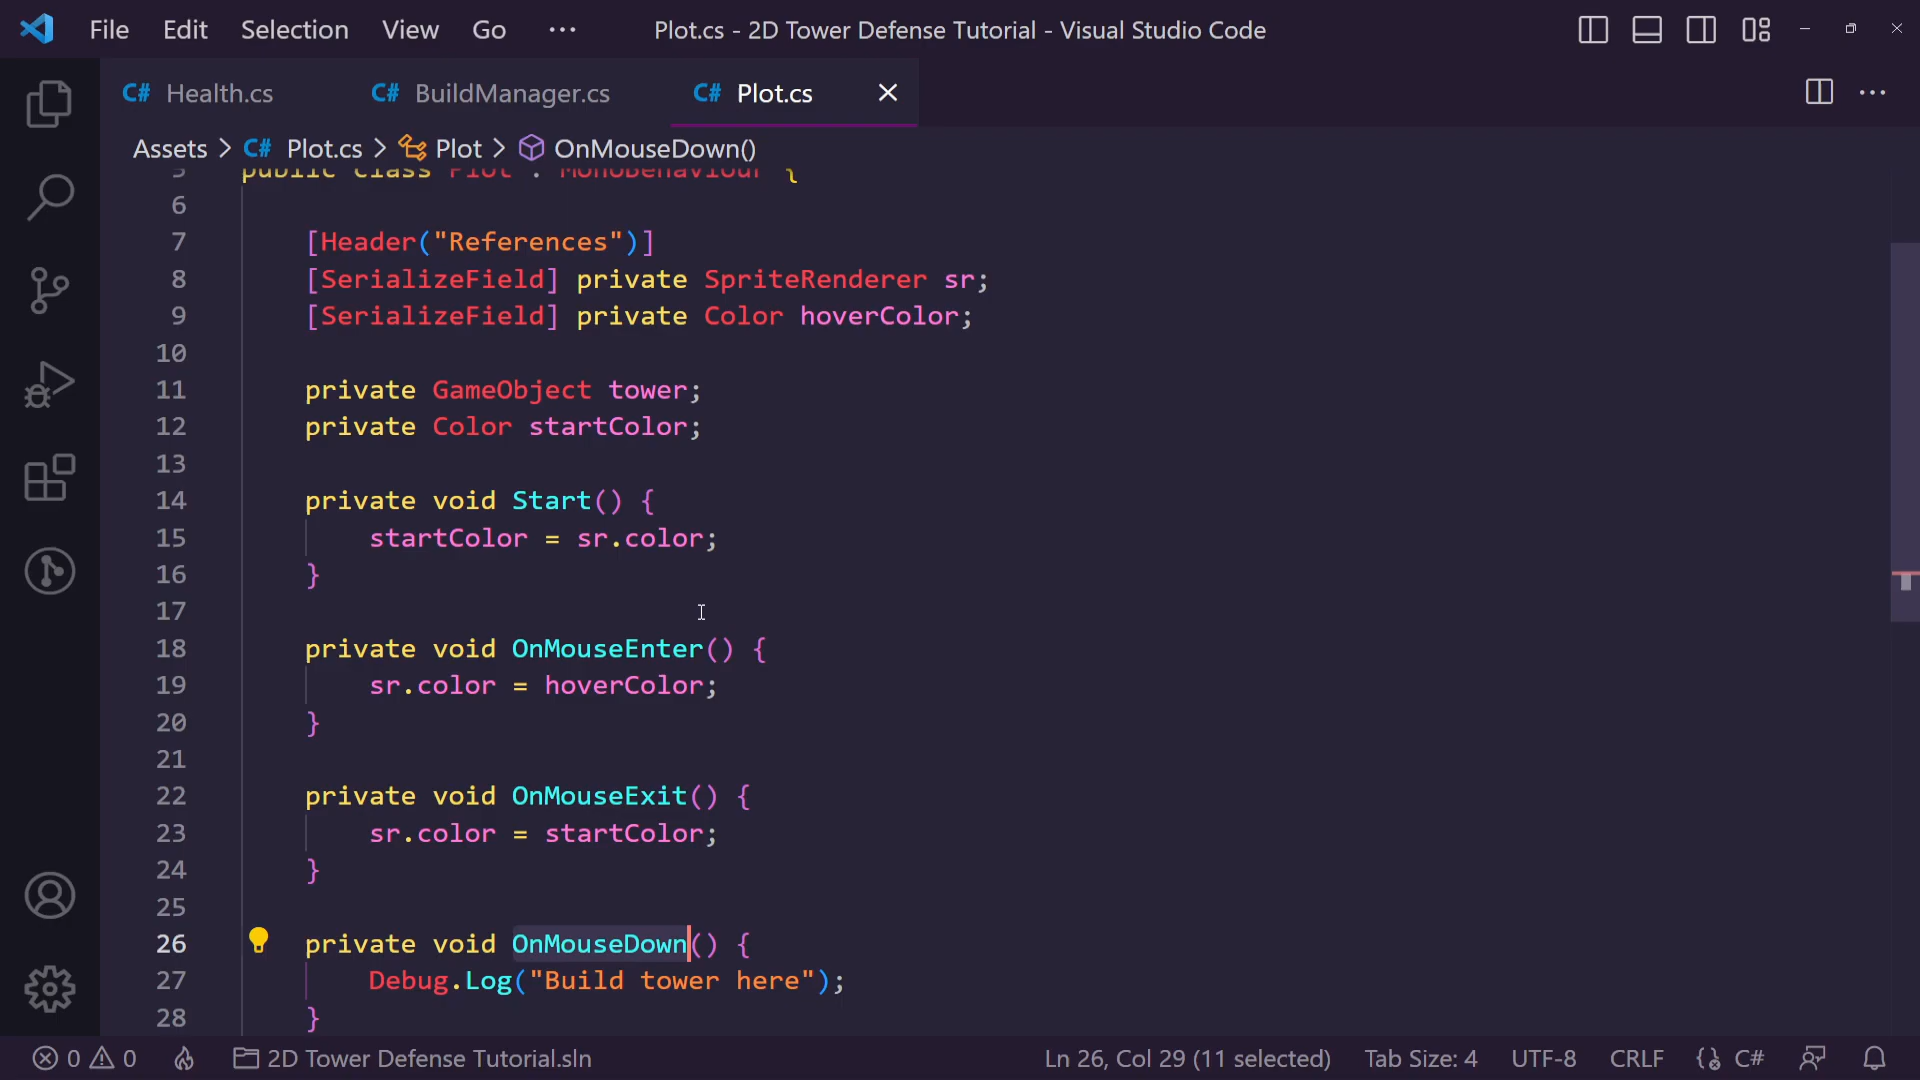 File Edit Selection View Go ··· Plot.cs - 2D Tower Defense Tutorial - Visual Studio Code
C# Health.cs C# BuildManager.cs C# Plot.cs
Assets > C# Plot.cs > Plot > OnMouseDown()
5 public class Plot : MonoBehaviour {
6
7 [Header("References")]
8 [SerializeField] private SpriteRenderer sr;
9 [SerializeField] private Color hoverColor;
10
11 private GameObject tower;
12 private Color startColor;
13
14 private void Start() {
15 startColor = sr.color;
16 }
17
18 private void OnMouseEnter() {
19 sr.color = hoverColor;
20 }
21
22 private void OnMouseExit() {
23 sr.color = startColor;
24 }
25
26 private void OnMouseDown() {
27 Debug.Log("Build tower here");
28 }
0 0 2D Tower Defense Tutorial.sln Ln 26, Col 29 (11 selected) Tab Size: 4 UTF-8 CRLF C#